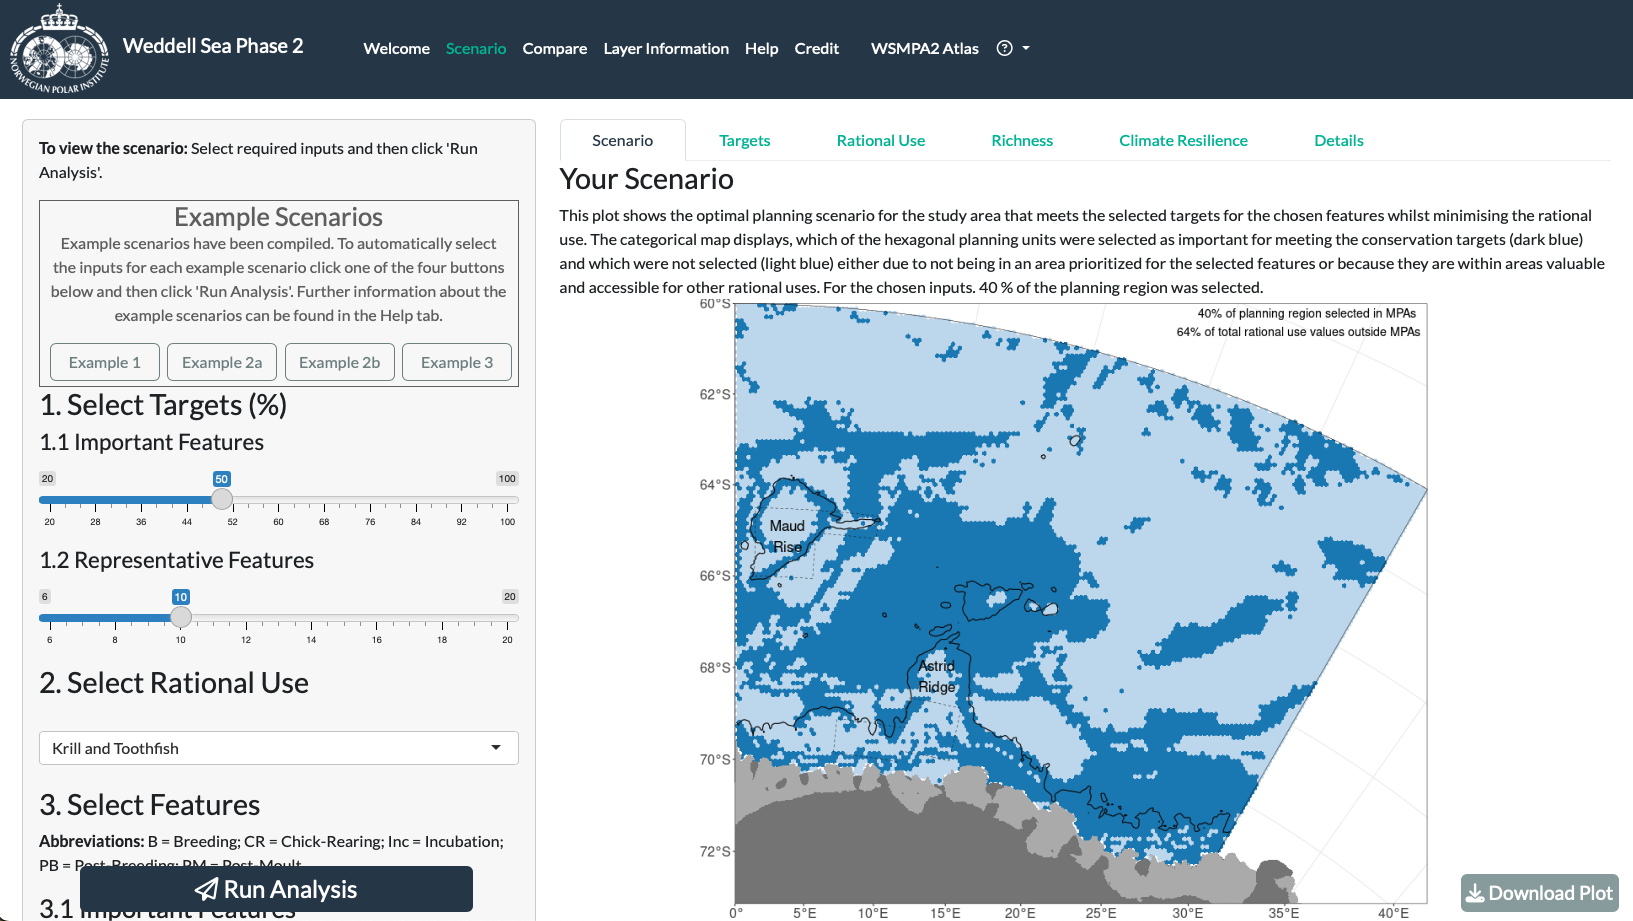 NORWEGIAN POLAR INSTITUTE
Weddell Sea Phase 2
Welcome Scenario Compare Layer Information Help Credit WSMPA2 Atlas
To view the scenario: Select required inputs and then click 'Run
Analysis'.
Example Scenarios
Example scenarios have been compiled. To automatically select
the inputs for each example scenario click one of the four buttons
below and then click 'Run Analysis'. Further information about the
example scenarios can be found in the Help tab.
Example 1 Example 2a Example 2b Example 3
1. Select Targets (%)
1.1 Important Features
20 50 100
20 28 36 44 52 60 68 76 84 92 100
1.2 Representative Features
6 10 20
6 8 10 12 14 16 18 20
2. Select Rational Use
Krill and Toothfish
3. Select Features
Abbreviations: B = Breeding; CR = Chick-Rearing; Inc = Incubation;
PB = Post-Breeding; PM = Post-Moult
Run Analysis
3.1 Important Features
Scenario Targets Rational Use Richness Climate Resilience Details
Your Scenario
This plot shows the optimal planning scenario for the study area that meets the selected targets for the chosen features whilst minimising the rational
use. The categorical map displays, which of the hexagonal planning units were selected as important for meeting the conservation targets (dark blue)
and which were not selected (light blue) either due to not being in an area prioritized for the selected features or because they are within areas valuable
and accessible for other rational uses. For the chosen inputs. 40 % of the planning region was selected.
40% of planning region selected in MPAs
64% of total rational use values outside MPAs
60°S
62°S
64°S
66°S
68°S
70°S
72°S
Maud
Rise
Astrid
Ridge
0° 5°E 10°E 15°E 20°E 25°E 30°E 35°E 40°E
Download Plot